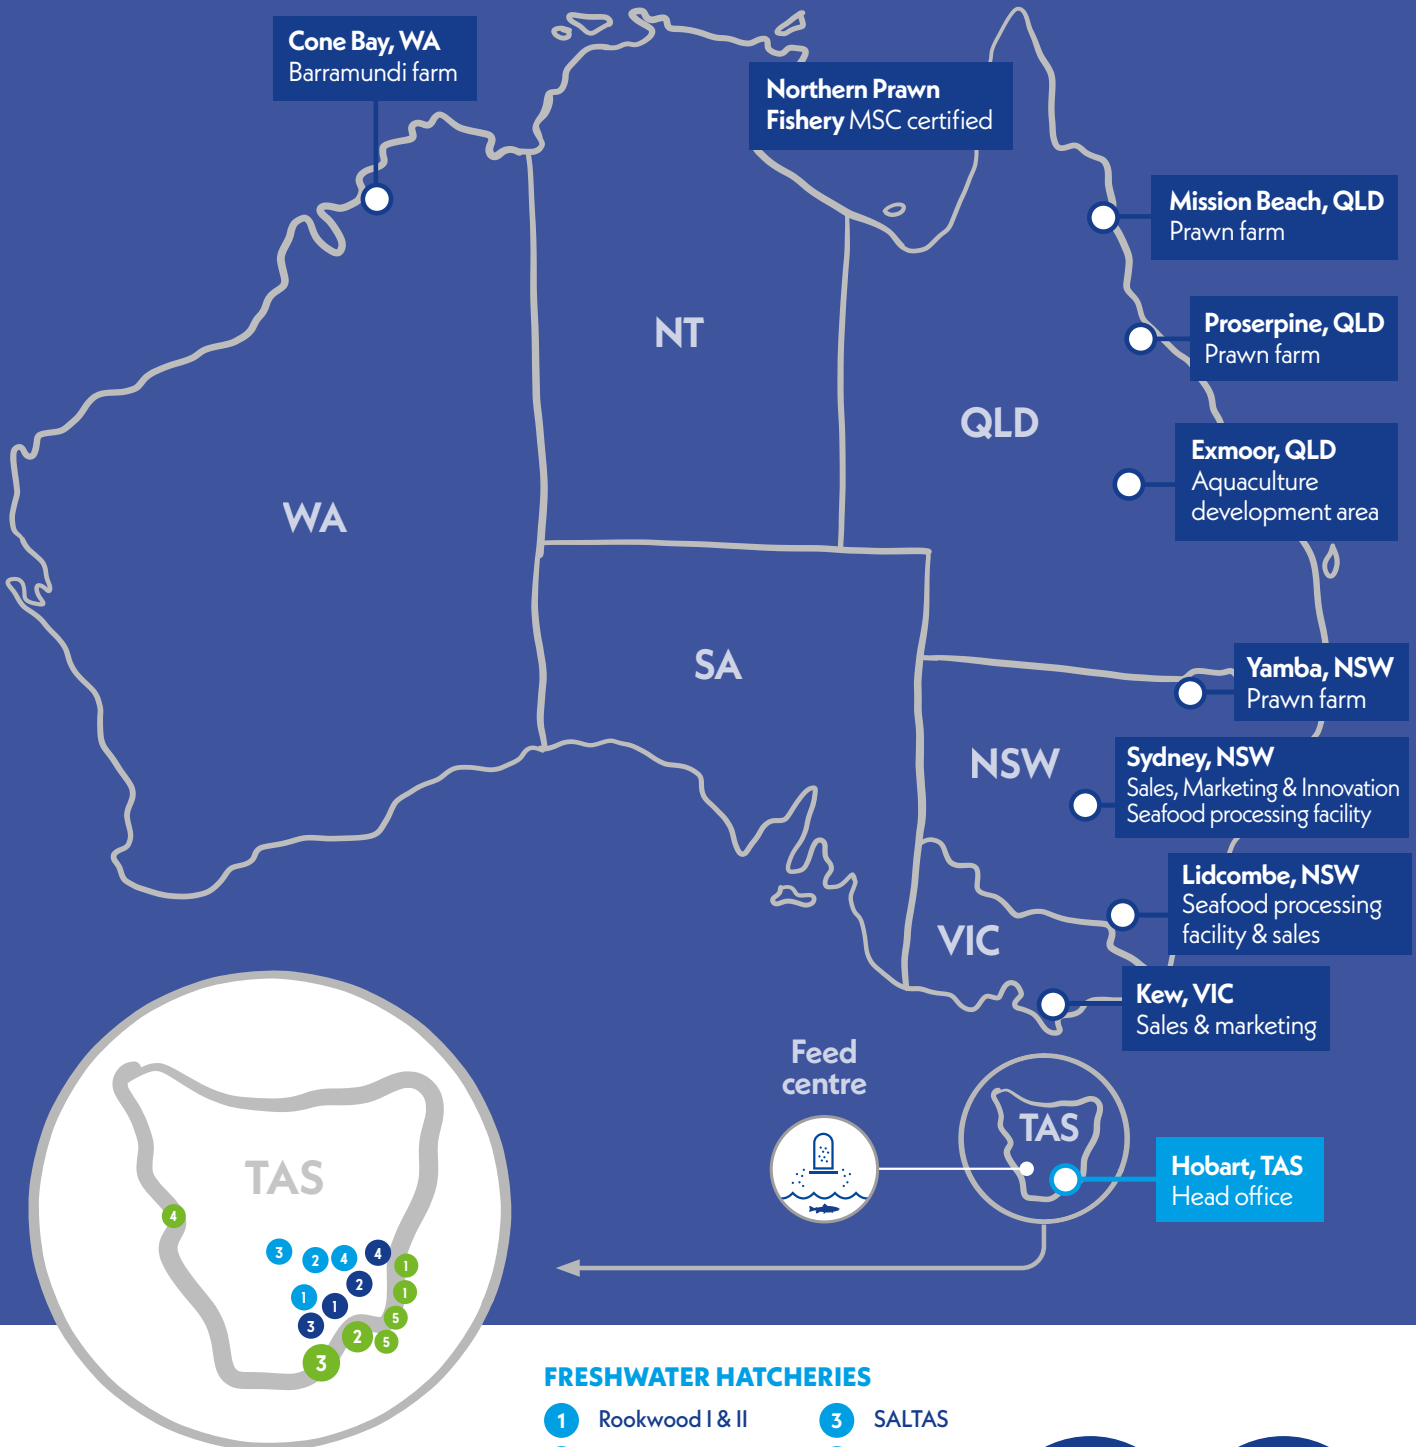 Cone Bay, WA
Barramundi farm
Northern Prawn
Fishery MSC certified
Mission Beach, QLD
Prawn farm
Proserpine, QLD
Prawn farm
NT
QLD
Exmoor, QLD
Aquaculture
development area
WA
SA
Yamba, NSW
Prawn farm
NSW
Sydney, NSW
Sales, Marketing & Innovation
Seafood processing facility
Lidcombe, NSW
Seafood processing
facility & sales
VIC
Kew, VIC
Sales & marketing
Feed
centre
TAS
Hobart, TAS
Head office
TAS
4
3
2
4
4
1
2
1
1
1
3
5
2
5
3
FRESHWATER HATCHERIES
1 Rookwood I & II
3 SALTAS